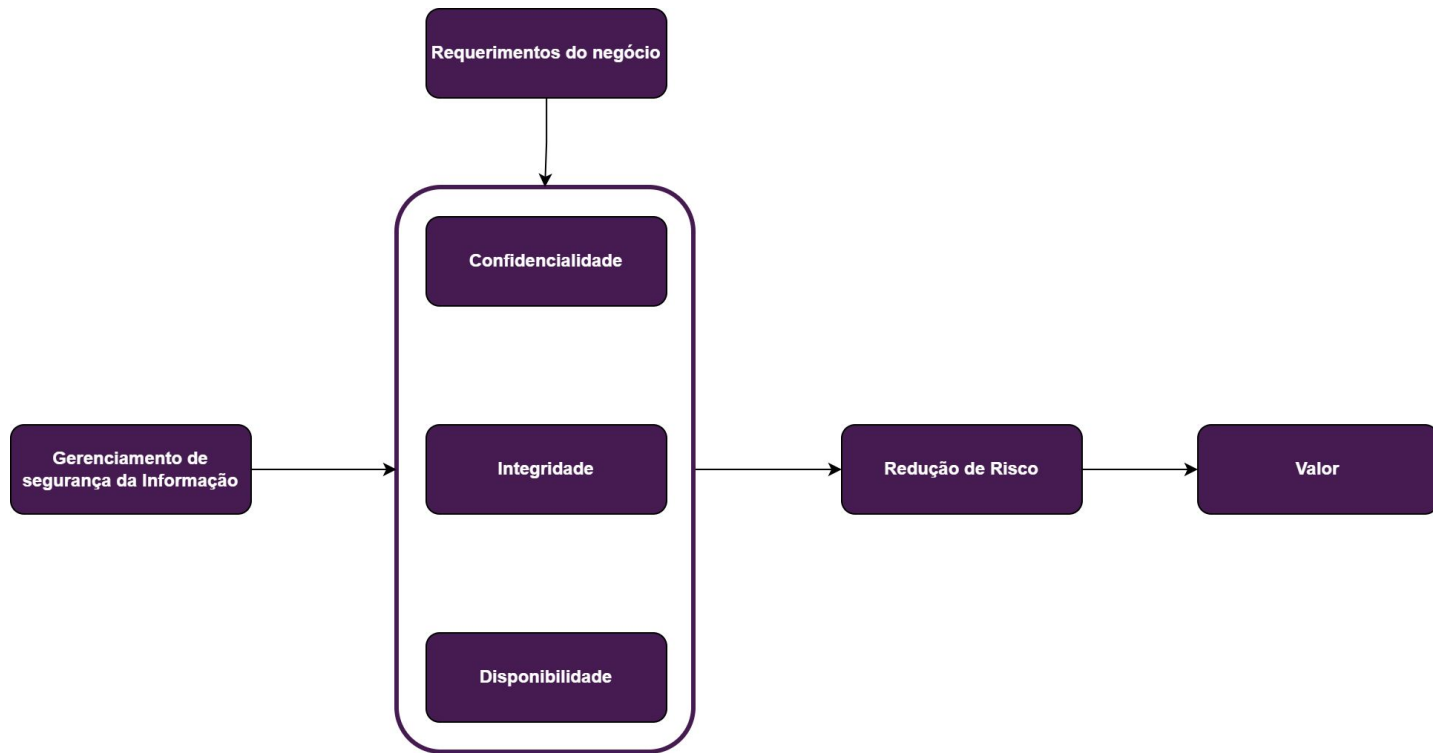 Requerimentos do negócio
Confidencialidade
Gerenciamento de
segurança da Informação
Integridade
Redução de Risco
Valor
Disponibilidade